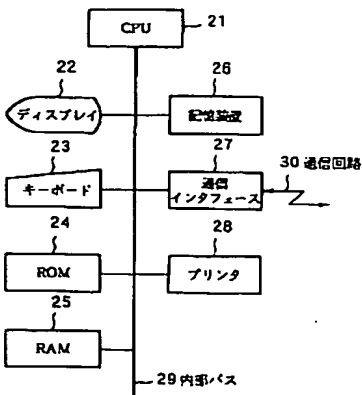 CPU
21
22
ディスプレイ
26
記憶装置
23
キーボード
27
通信
インタフェース
30 通信回路
24
ROM
28
プリンタ
25
RAM
29 内部バス